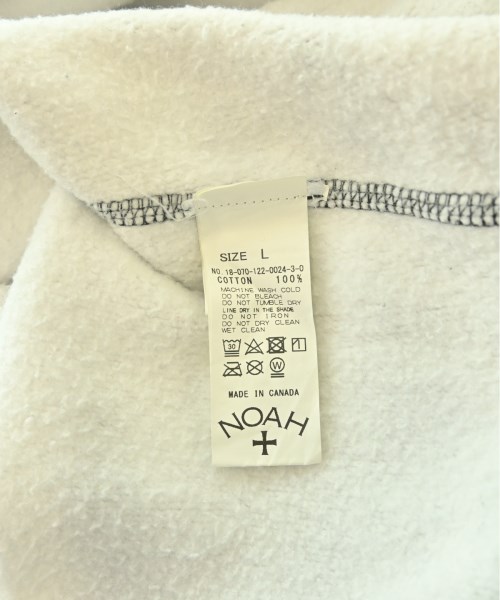 SIZE L
NO. 18-070-122-0024-3-0
COTTON 100%
MACHINE WASH COLD
DO NOT BLEACH
DO NOT TUMBLE DRY
LINE DRY IN THE SHADE
DO NOT IRON
DO NOT DRY CLEAN
WET CLEAN
30
W
MADE IN CANADA
NOAH